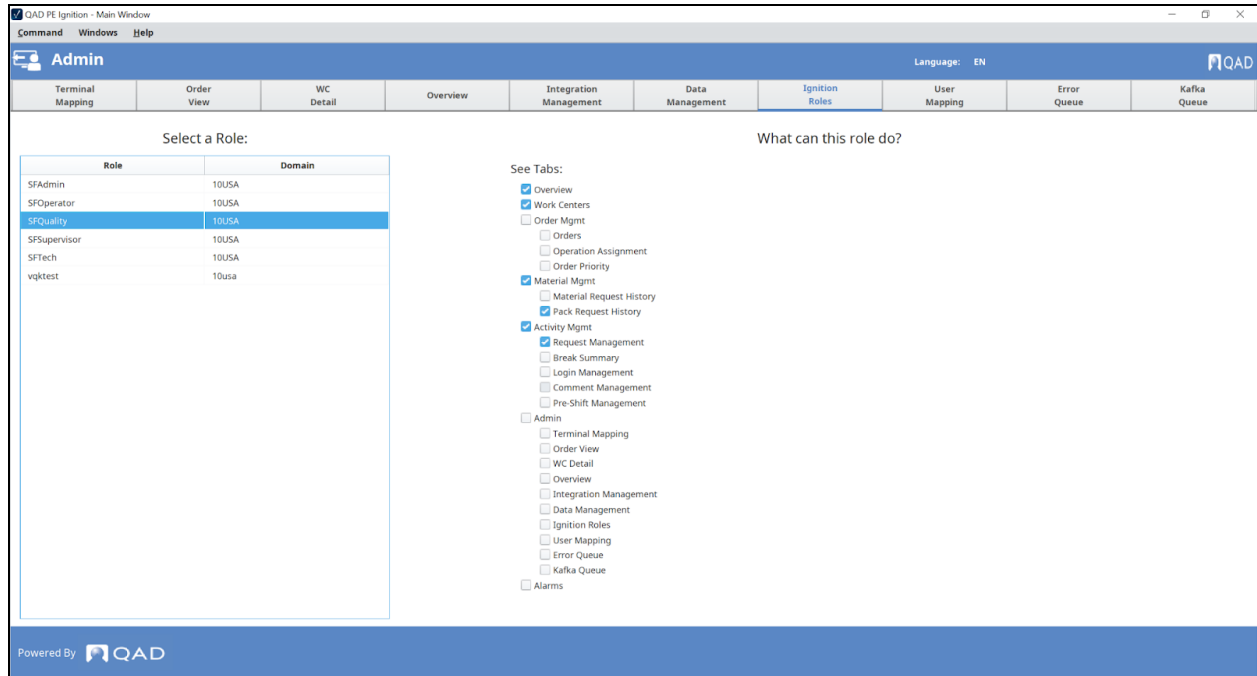 QAD PE Ignition - Main Window
Command Windows Help
Admin
Language: EN
QAD
Terminal Mapping
Order View
WC Detail
Overview
Integration Management
Data Management
Ignition Roles
User Mapping
Error Queue
Kafka Queue
Select a Role:
Role Domain
SFAdmin 10USA
SFOperator 10USA
SFQuality 10USA
SFSupervisor 10USA
SFTech 10USA
vqktest 10usa
What can this role do?
See Tabs:
Overview
Work Centers
Order Mgmt
Orders
Operation Assignment
Order Priority
Material Mgmt
Material Request History
Pack Request History
Activity Mgmt
Request Management
Break Summary
Login Management
Comment Management
Pre-Shift Management
Admin
Terminal Mapping
Order View
WC Detail
Overview
Integration Management
Data Management
Ignition Roles
User Mapping
Error Queue
Kafka Queue
Alarms
Powered By QAD